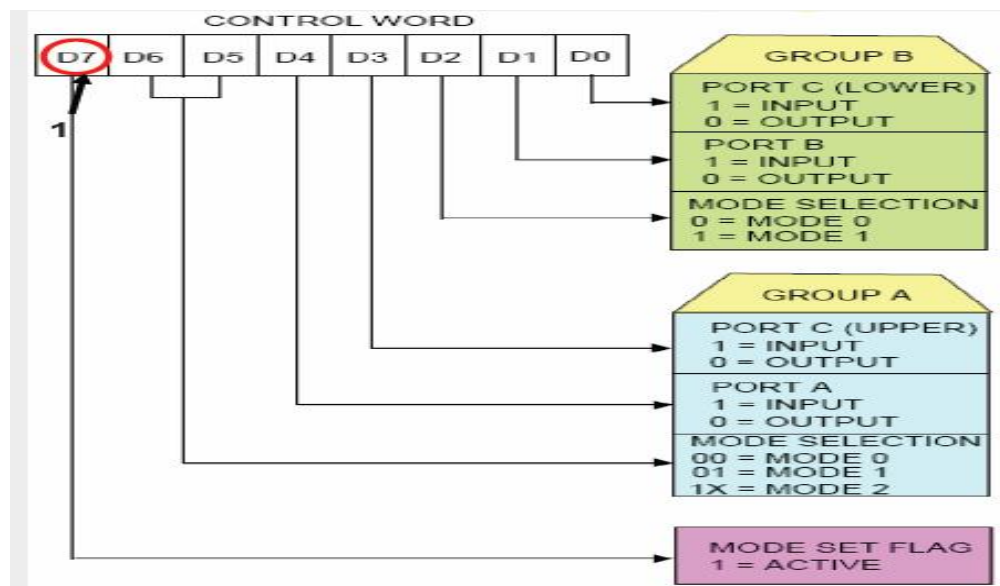 CONTROL WORD
D7 D6 D5 D4 D3 D2 D1 D0
1
GROUP B
PORT C (LOWER)
1 = INPUT
0 = OUTPUT
PORT B
1 = INPUT
0 = OUTPUT
MODE SELECTION
0 = MODE 0
1 = MODE 1
GROUP A
PORT C (UPPER)
1 = INPUT
0 = OUTPUT
PORT A
1 = INPUT
0 = OUTPUT
MODE SELECTION
00 = MODE 0
01 = MODE 1
1X = MODE 2
MODE SET FLAG
1 = ACTIVE